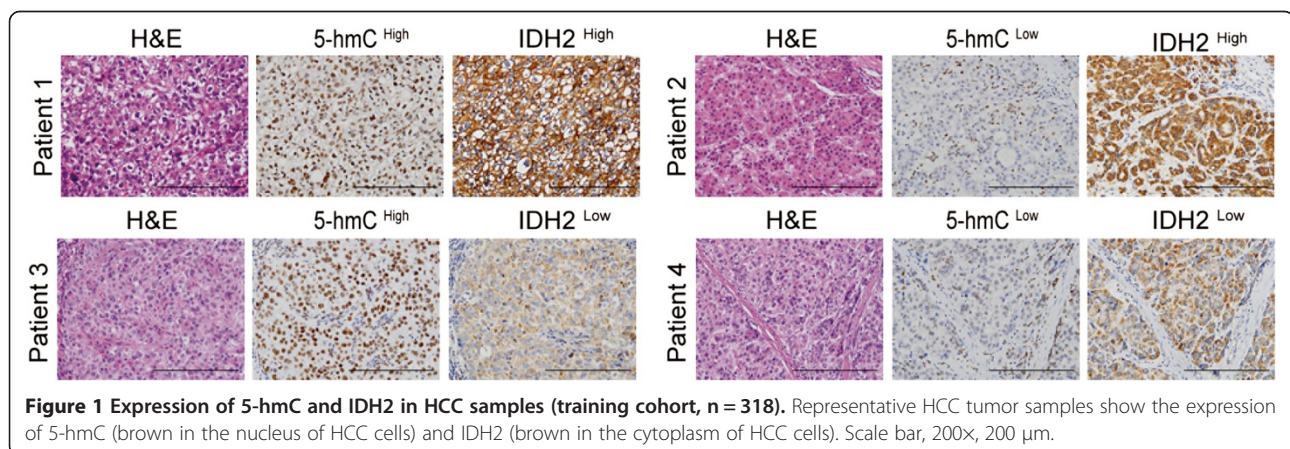 H&E 5-hmC High IDH2 High H&E 5-hmC Low IDH2 High
Patient 1
Patient 2
H&E 5-hmC High IDH2 Low H&E 5-hmC Low IDH2 Low
Patient 3
Patient 4
Figure 1 Expression of 5-hmC and IDH2 in HCC samples (training cohort, n = 318). Representative HCC tumor samples show the expression
of 5-hmC (brown in the nucleus of HCC cells) and IDH2 (brown in the cytoplasm of HCC cells). Scale bar, 200×, 200 μm.